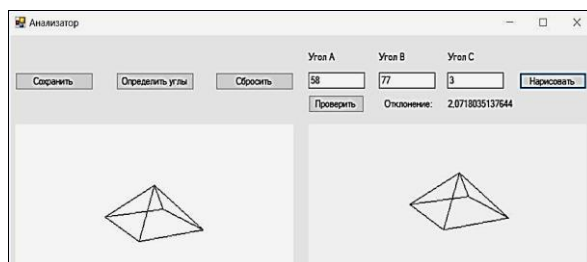 Анализатор
Угол A Угол B Угол C
Сохранить Определить углы Сбросить 58 77 3 Нарисовать
Проверить Отклонение: 2,0718035137644